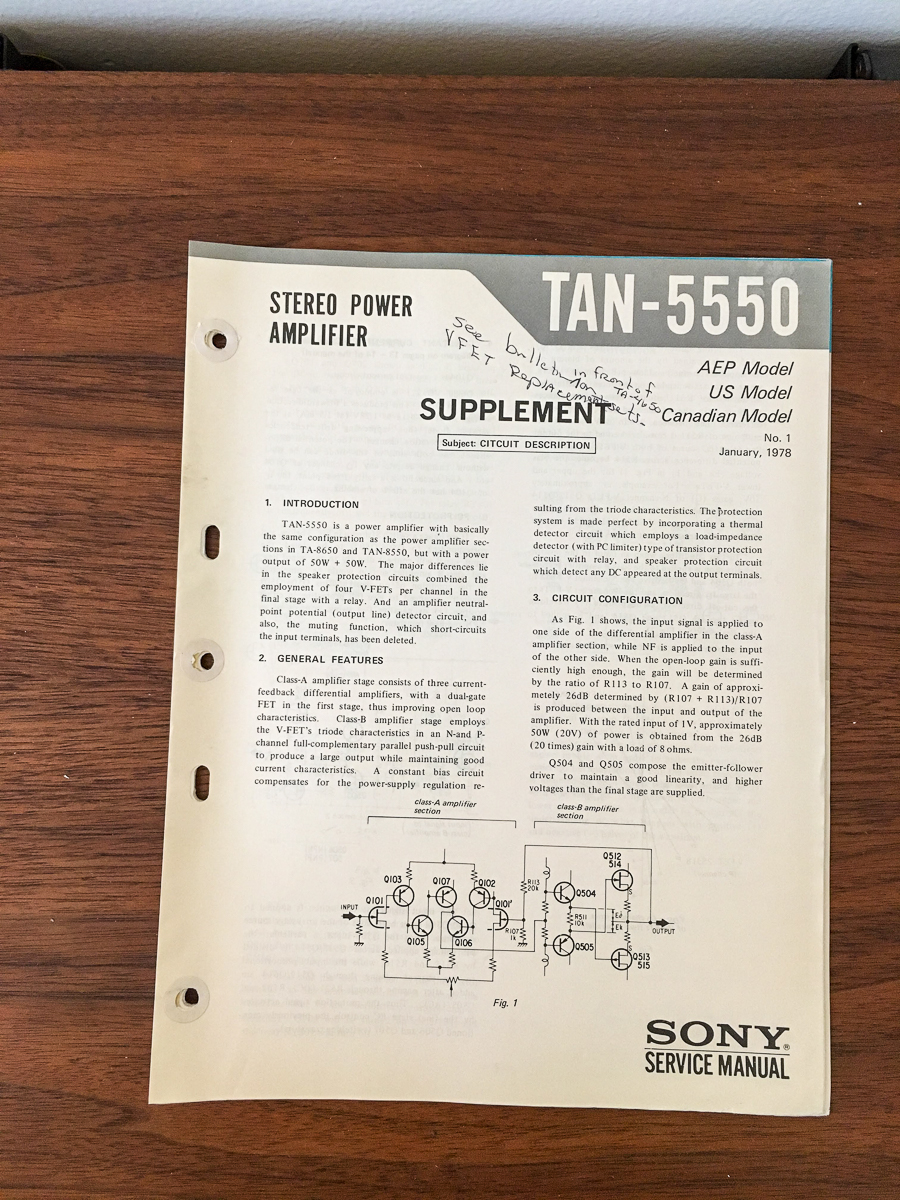 STEREO POWER
AMPLIFIER
TAN-5550
see bulletin in front of TA-4650
VFET Replacement sets.
AEP Model
US Model
Canadian Model
No. 1
January, 1978
SUPPLEMENT
Subject: CITCUIT DESCRIPTION
1. INTRODUCTION
TAN-5550 is a power amplifier with basically
the same configuration as the power amplifier sec-
tions in TA-8650 and TAN-8550, but with a power
output of 50W + 50W. The major differences lie
in the speaker protection circuits combined the
employment of four V-FETs per channel in the
final stage with a relay. And an amplifier neutral-
point potential (output line) detector circuit, and
also, the muting function, which short-circuits
the input terminals, has been deleted.
2. GENERAL FEATURES
Class-A amplifier stage consists of three current-
feedback differential amplifiers, with a dual-gate
FET in the first stage, thus improving open loop
characteristics. Class-B amplifier stage employs
the V-FET's triode characteristics in an N-and P-
channel full-complementary parallel push-pull circuit
to produce a large output while maintaining good
current characteristics. A constant bias circuit
compensates for the power-supply regulation re-
sulting from the triode characteristics. The protection
system is made perfect by incorporating a thermal
detector circuit which employs a load-impedance
detector (with PC limiter) type of transistor protection
circuit with relay, and speaker protection circuit
which detect any DC appeared at the output terminals.
3. CIRCUIT CONFIGURATION
As Fig. 1 shows, the input signal is applied to
one side of the differential amplifier in the class-A
amplifier section, while NF is applied to the input
of the other side. When the open-loop gain is suffi-
ciently high enough, the gain will be determined
by the ratio of R113 to R107. A gain of approxi-
metely 26dB determined by (R107 + R113)/R107
is produced between the input and output of the
amplifier. With the rated input of 1V, approximately
50W (20V) of power is obtained from the 26dB
(20 times) gain with a load of 8 ohms.
Q504 and Q505 compose the emitter-follower
driver to maintain a good linearity, and higher
voltages than the final stage are supplied.
class-A amplifier
section
class-B amplifier
section
Q512
514
Q103
Q107
Q102
R113
20k
Q504
INPUT
Q101
Q101'
R511
10k
Ed
Ek
OUTPUT
R107
1k
Q105
Q106
Q505
Q513
515
S
S
Fig. 1
SONY®
SERVICE MANUAL